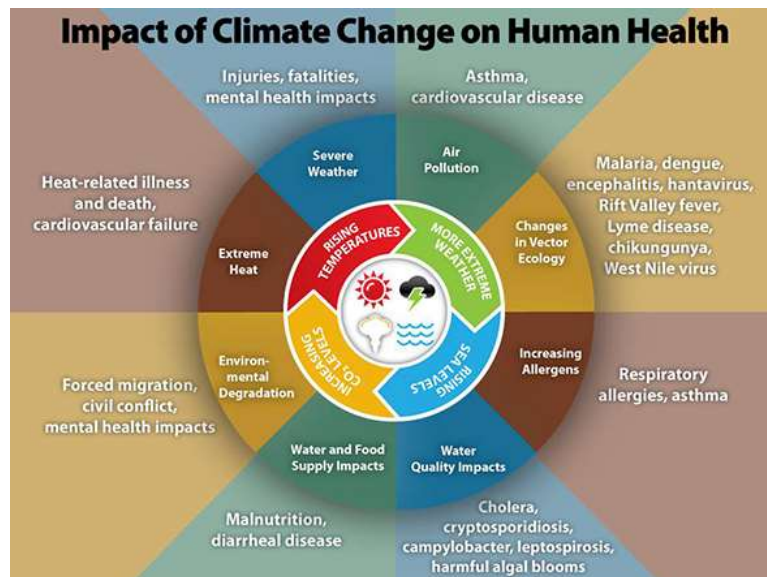 Impact of Climate Change on Human Health
Injuries, fatalities,
mental health impacts
Asthma,
cardiovascular disease
Severe
Weather
Air
Pollution
Heat-related illness
and death,
cardiovascular failure
Extreme
Heat
RISING
TEMPERATURES
MORE EXTREME
WEATHER
Changes
in Vector
Ecology
Malaria, dengue,
encephalitis, hantavirus,
Rift Valley fever,
Lyme disease,
chikungunya,
West Nile virus
Forced migration,
civil conflict,
mental health impacts
Environ-
mental
Degradation
INCREASING
CO₂ LEVELS
RISING
SEA LEVELS
Increasing
Allergens
Respiratory
allergies, asthma
Water and Food
Supply Impacts
Water
Quality Impacts
Malnutrition,
diarrheal disease
Cholera,
cryptosporidiosis,
campylobacter, leptospirosis,
harmful algal blooms